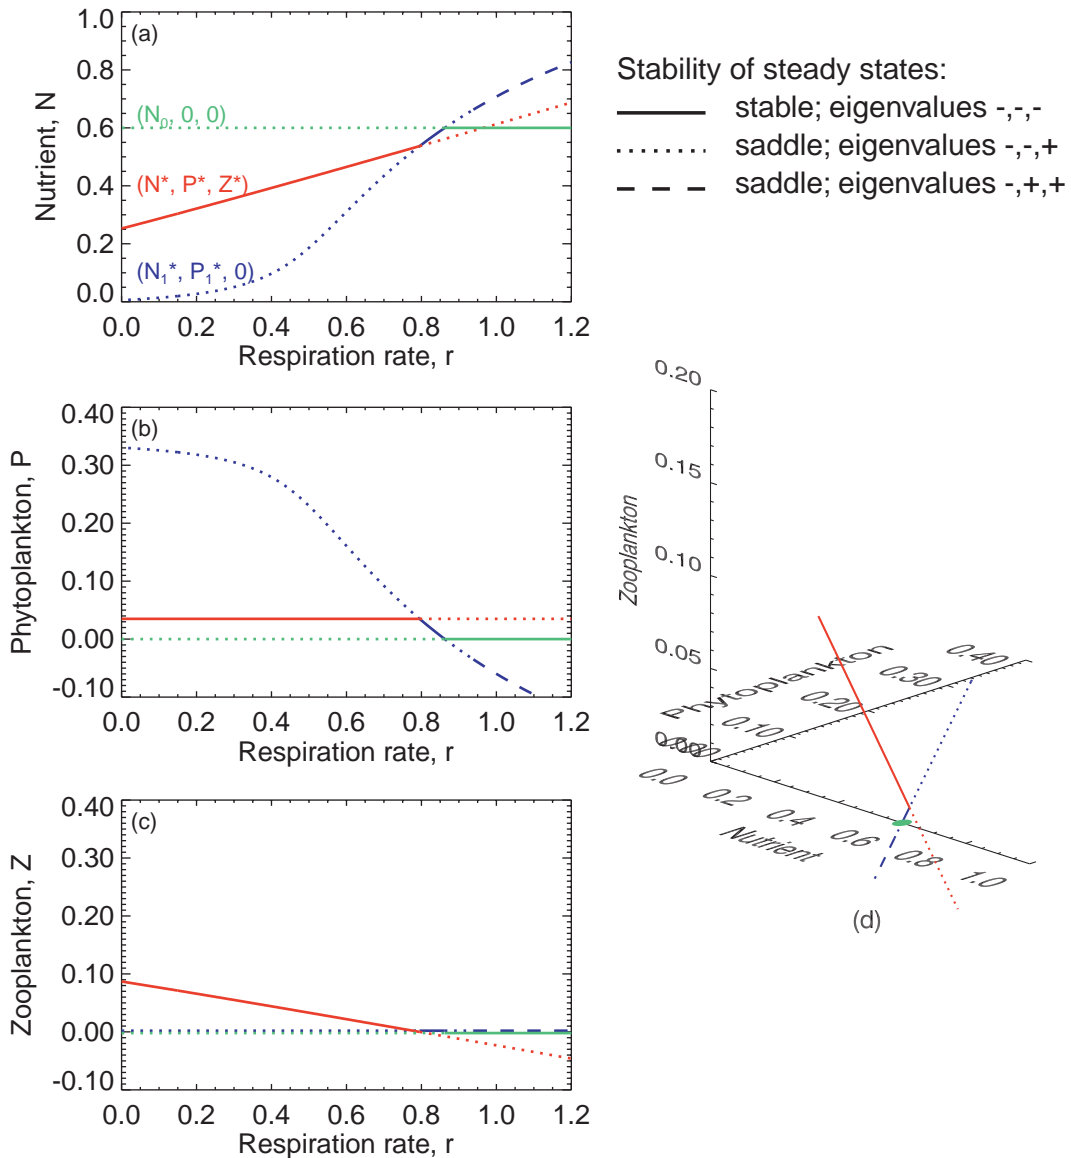 (a)
Nutrient, N
0.0
0.2
0.4
0.6
0.8
1.0
(N₀, 0, 0)
(N*, P*, Z*)
(N₁*, P₁*, 0)
0.0 0.2 0.4 0.6 0.8 1.0 1.2
Respiration rate, r
Stability of steady states:
stable; eigenvalues -,-,-
saddle; eigenvalues -,-,+
saddle; eigenvalues -,+,+
(b)
Phytoplankton, P
0.40
0.30
0.20
0.10
0.00
-0.10
0.0 0.2 0.4 0.6 0.8 1.0 1.2
Respiration rate, r
(c)
Zooplankton, Z
0.40
0.30
0.20
0.10
0.00
-0.10
0.0 0.2 0.4 0.6 0.8 1.0 1.2
Respiration rate, r
Zooplankton
0.20
0.15
0.10
0.05
0.00
Phytoplankton
0.00 0.10 0.20 0.30 0.40
0.0 0.2 0.4 0.6 0.8 1.0
Nutrient
(d)